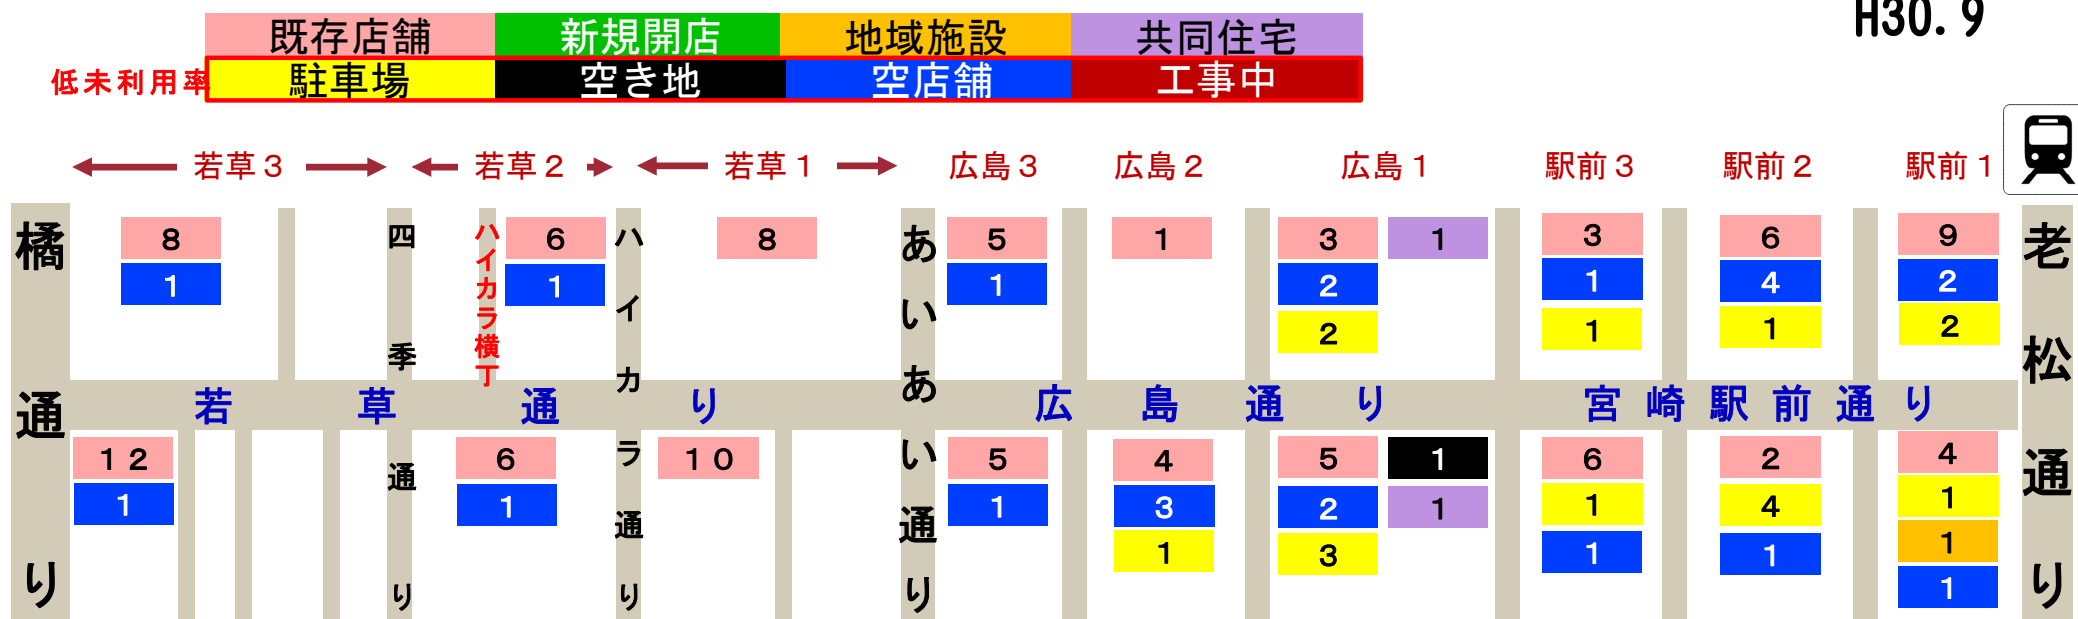 H30.9
既存店舗 新規開店 地域施設 共同住宅
低未利用率 駐車場 空き地 空店舗 工事中
若草3 若草2 若草1 広島3 広島2 広島1 駅前3 駅前2 駅前1
橘通り
四季通り
ハイカラ横丁
ハイカラ通り
あいあい通り
老松通り
8 6 8 5 1 3 1 3 6 9
1 1 1 2 1 4 2
2 1 1 2
若草通り 広島通り 宮崎駅前通り
12 6 10 5 4 5 1 6 2 4
1 1 1 3 2 1 1 4 1
1 3 1 1 1
1